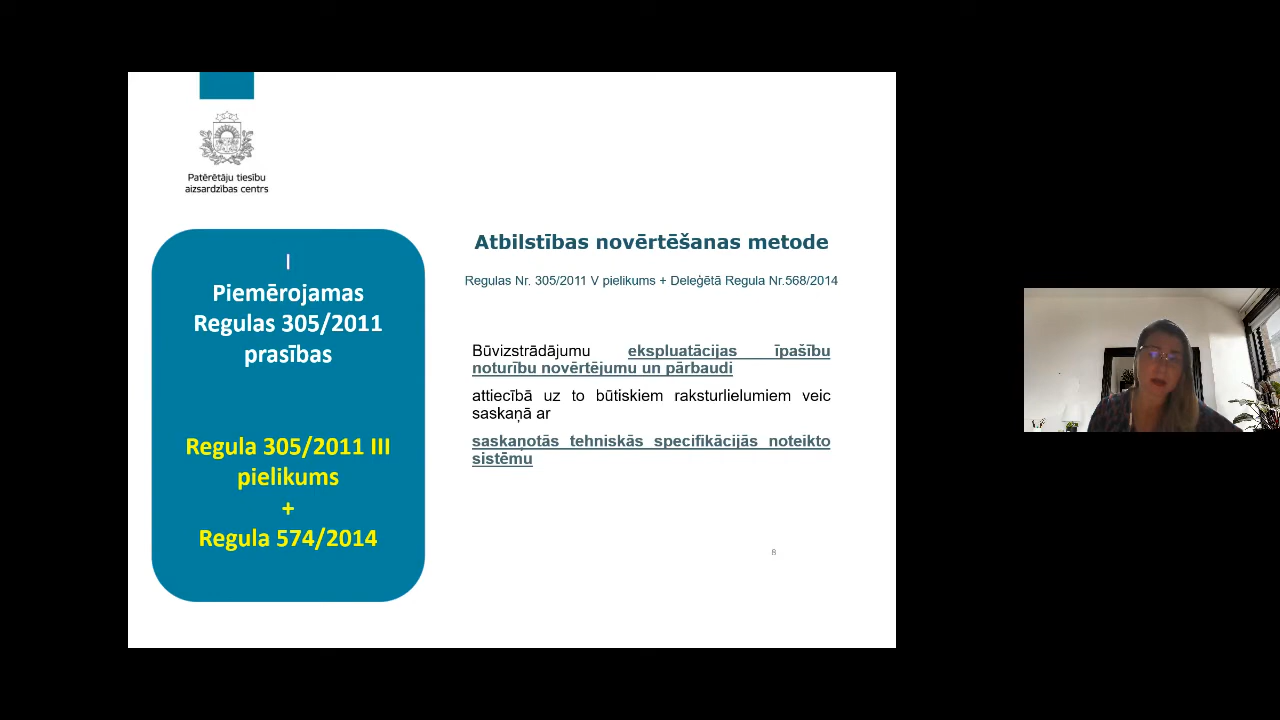 Patērētāju tiesību
aizsardzības centrs
I
Piemērojamas
Regulas 305/2011
prasības
Regula 305/2011 III
pielikums
+
Regula 574/2014
Atbilstības novērtēšanas metode
Regulas Nr. 305/2011 V pielikums + Deleģētā Regula Nr.568/2014
Būvizstrādājumu ekspluatācijas īpašību
noturību novērtējumu un pārbaudi
attiecībā uz to būtiskiem raksturlielumiem veic
saskaņā ar
saskaņotās tehniskās specifikācijās noteikto
sistēmu
8